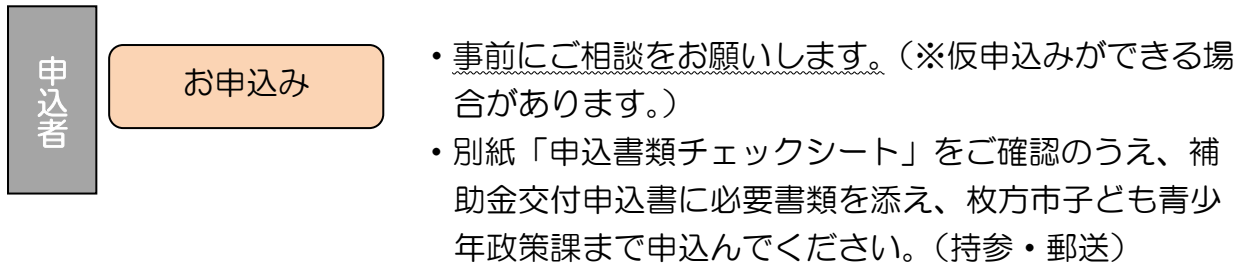 申込者
お申込み
・事前にご相談をお願いします。（※仮申込みができる場
合があります。）
・別紙「申込書類チェックシート」をご確認のうえ、補
助金交付申込書に必要書類を添え、枚方市子ども青少
年政策課まで申込んでください。（持参・郵送）